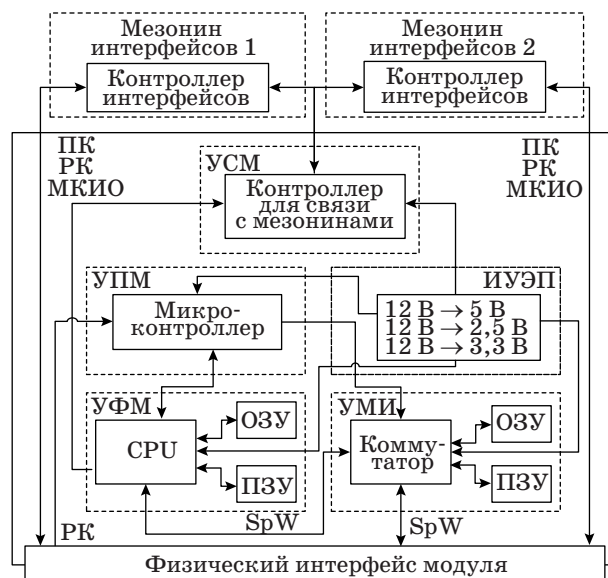 Мезонин
интерфейсов 1
Контроллер
интерфейсов
Мезонин
интерфейсов 2
Контроллер
интерфейсов
ПК
РК
МКИО
ПК
РК
МКИО
УСМ
Контроллер
для связи
с мезонинами
УПМ
Микро-
контроллер
ИУЭП
12 В → 5 В
12 В → 2,5 В
12 В → 3,3 В
УФМ
CPU
ОЗУ
ПЗУ
УМИ
Комму-
татор
ОЗУ
ПЗУ
РК
SpW
SpW
Физический интерфейс модуля